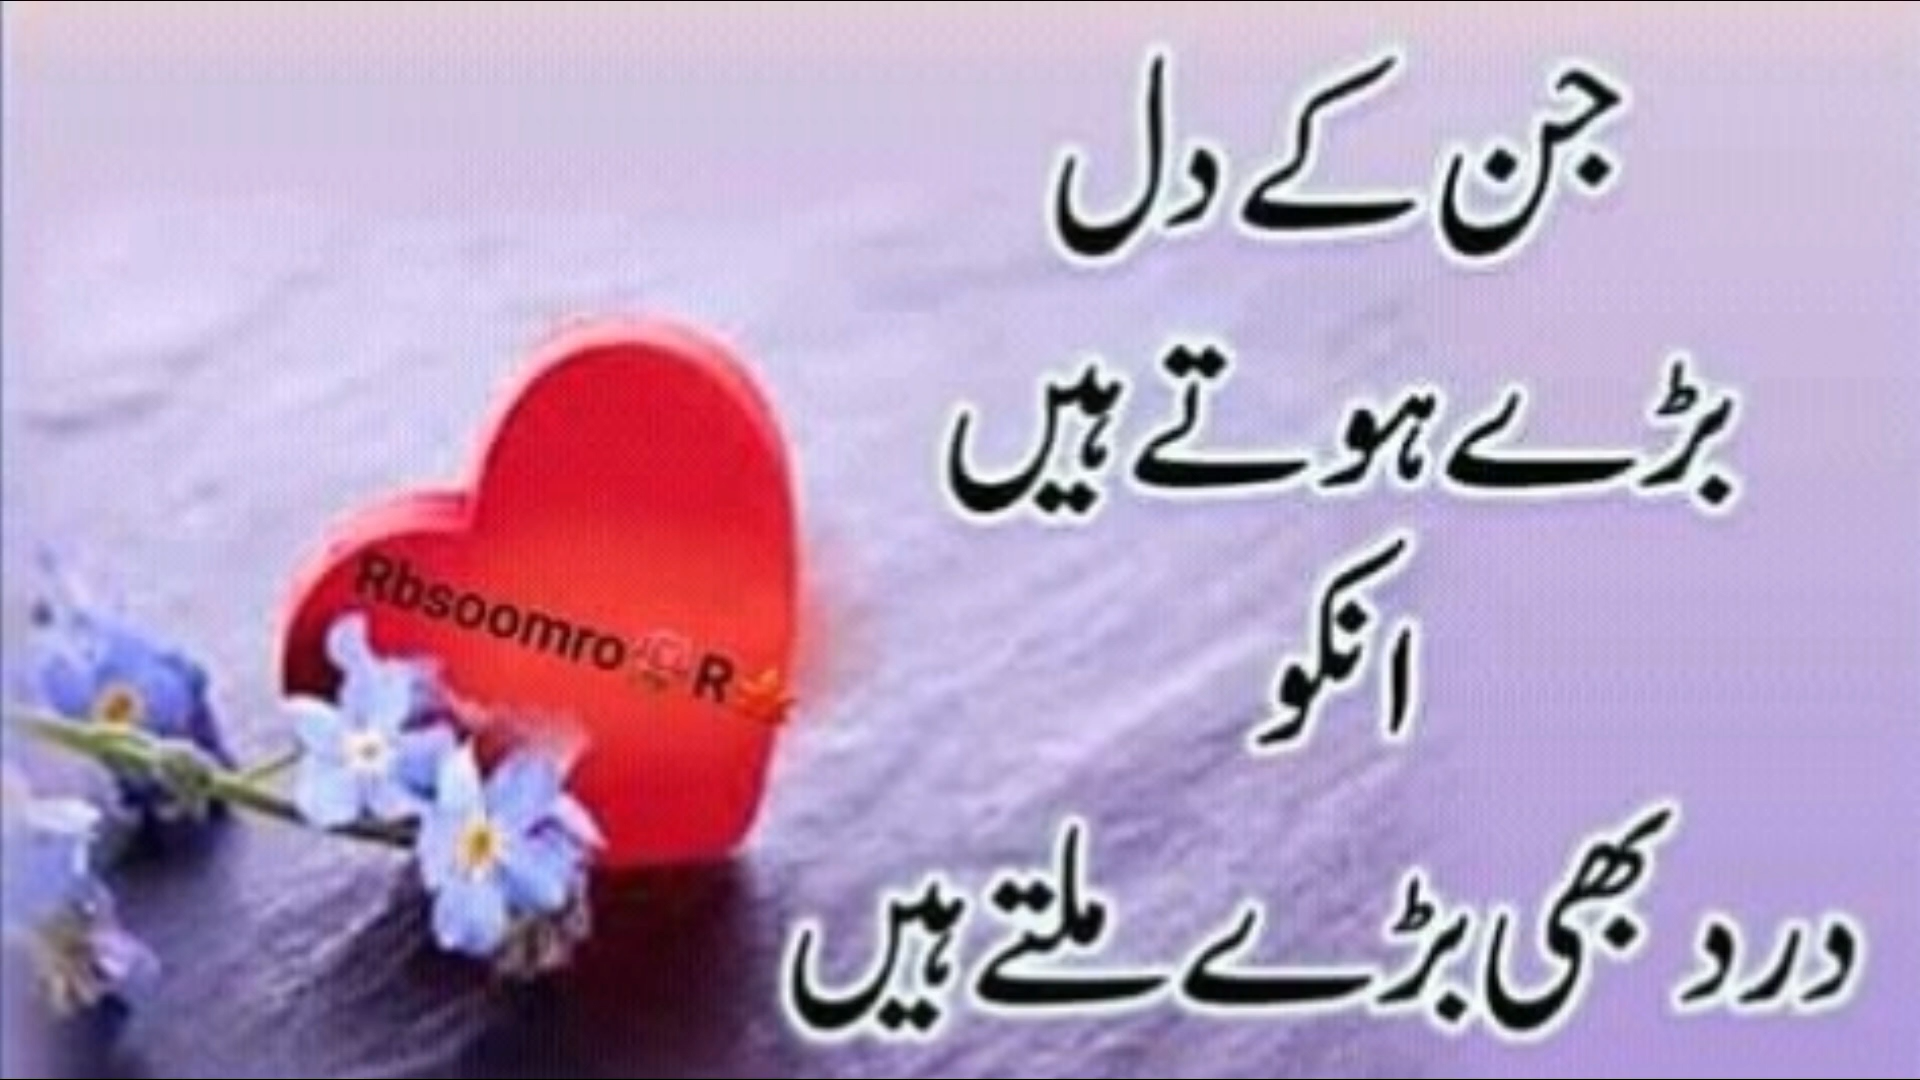 جن کے دل
بڑے ہوتے ہیں
انکو
درد بھی بڑے ملتے ہیں
Rbsoomro R